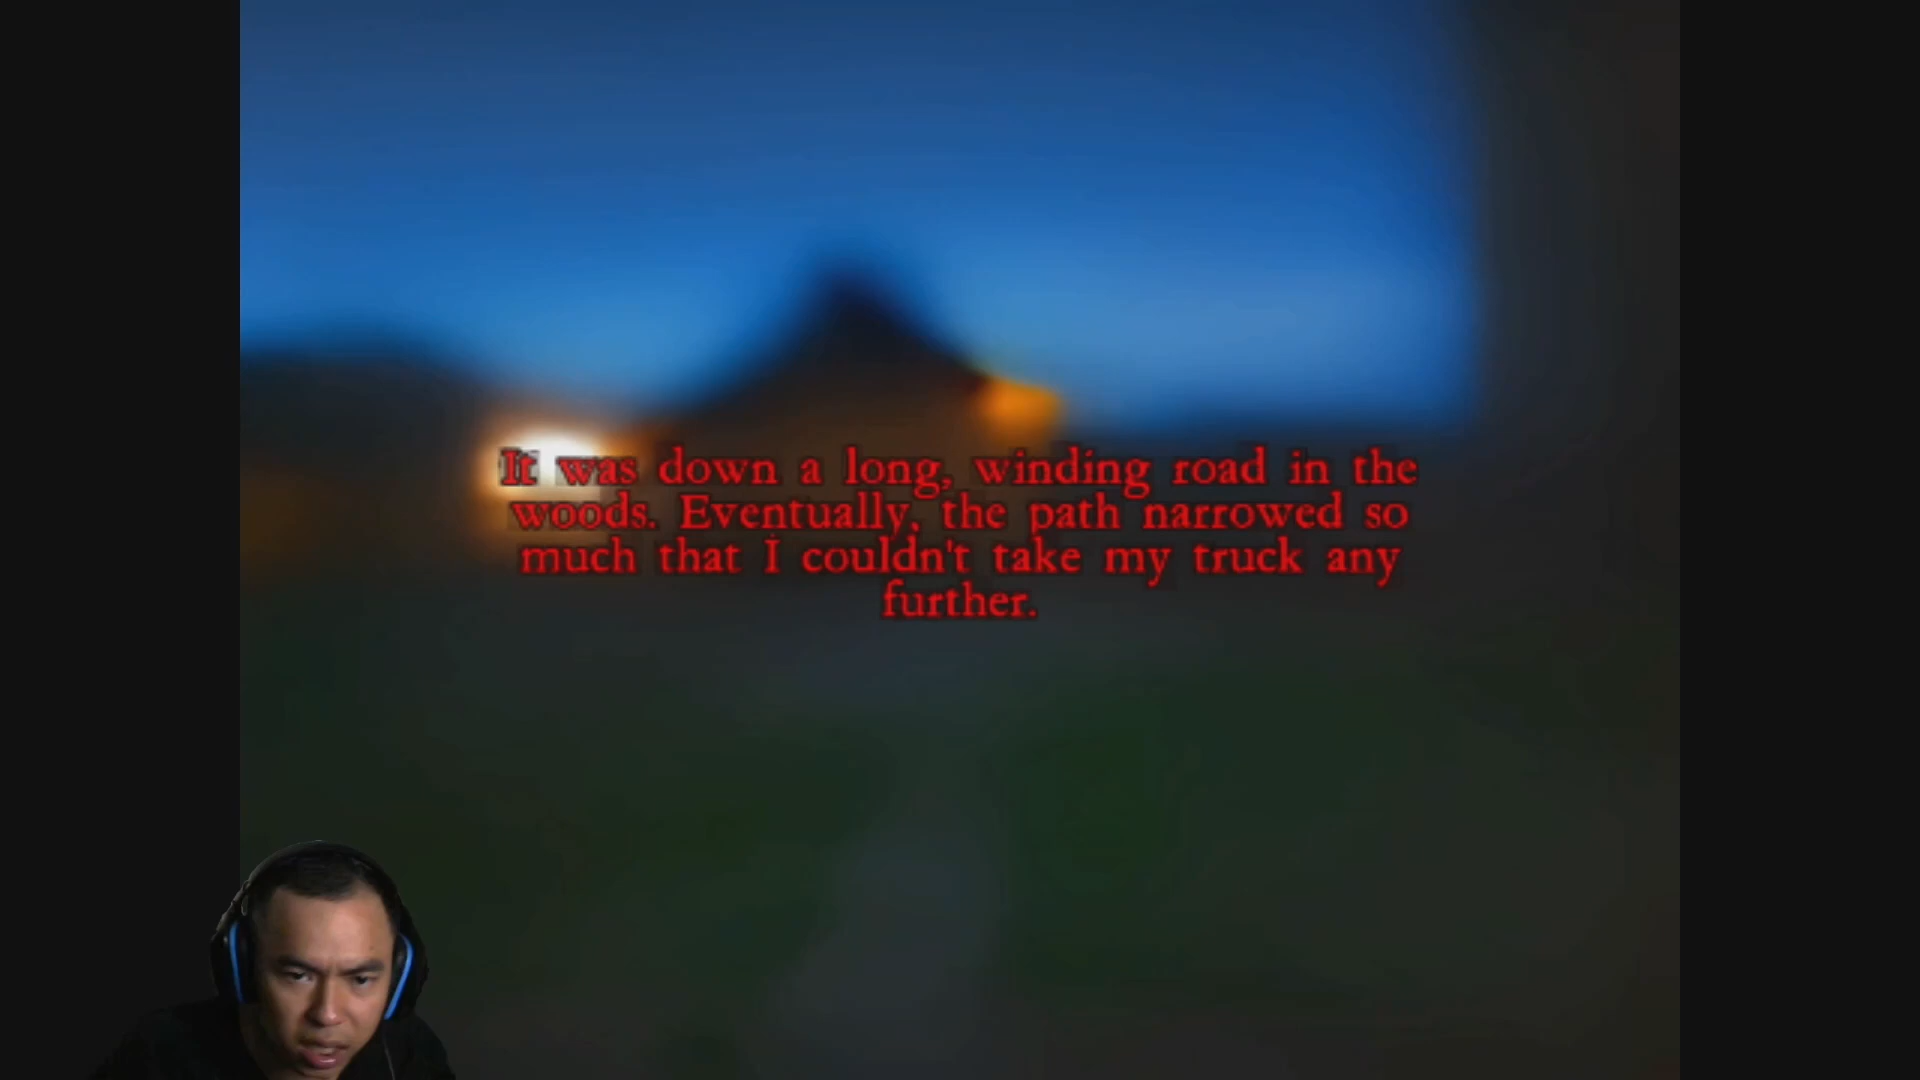 It was down a long, winding road in the
woods. Eventually, the path narrowed so
much that I couldn't take my truck any
further.